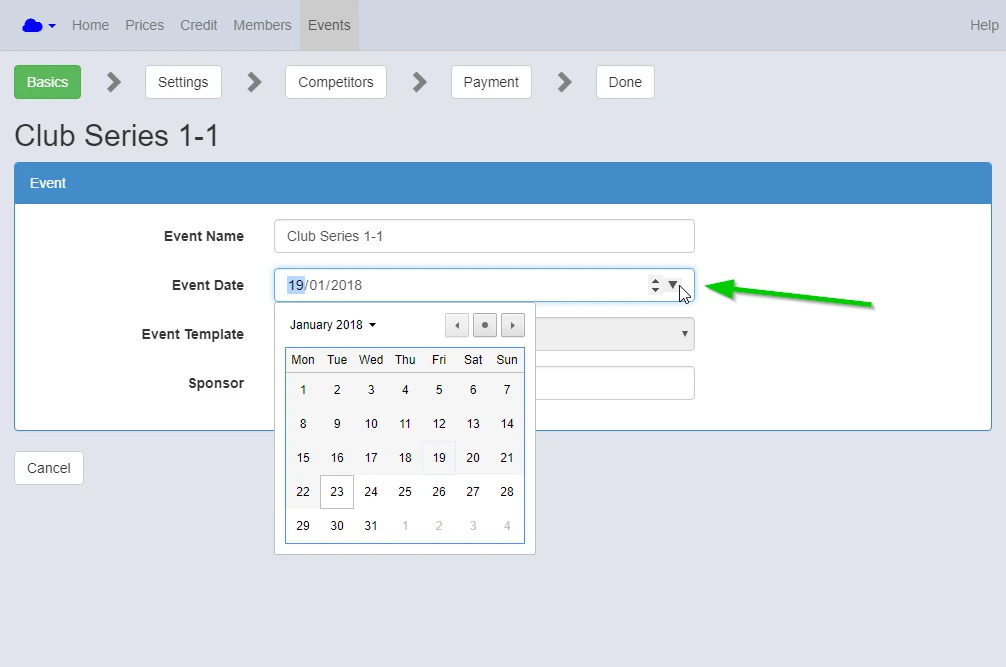 Home Prices Credit Members Events Help
Basics Settings Competitors Payment Done
Club Series 1-1
Event
Event Name Club Series 1-1
Event Date 19/01/2018
January 2018
Event Template
Sponsor
Mon Tue Wed Thu Fri Sat Sun
1 2 3 4 5 6 7
8 9 10 11 12 13 14
15 16 17 18 19 20 21
22 23 24 25 26 27 28
29 30 31 1 2 3 4
Cancel